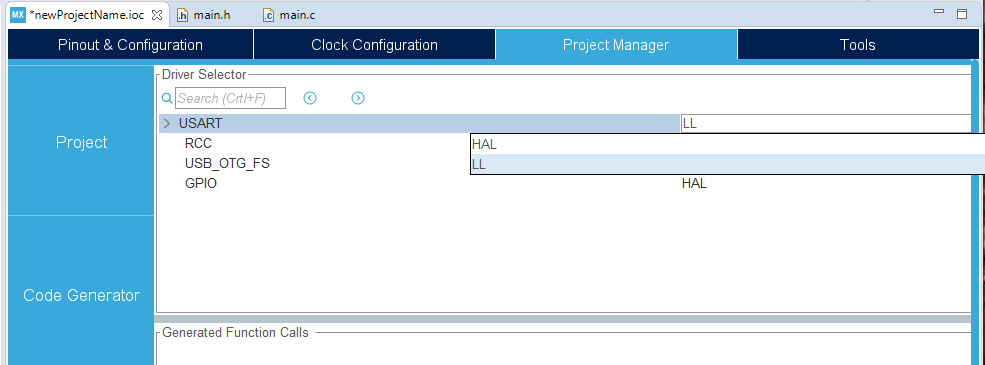 MX *newProjectName.ioc .h main.h .c main.c
Pinout & Configuration Clock Configuration Project Manager Tools
Driver Selector
Search (Crtl+F)
USART LL
RCC HAL
USB_OTG_FS LL
GPIO HAL
Project
Code Generator
Generated Function Calls